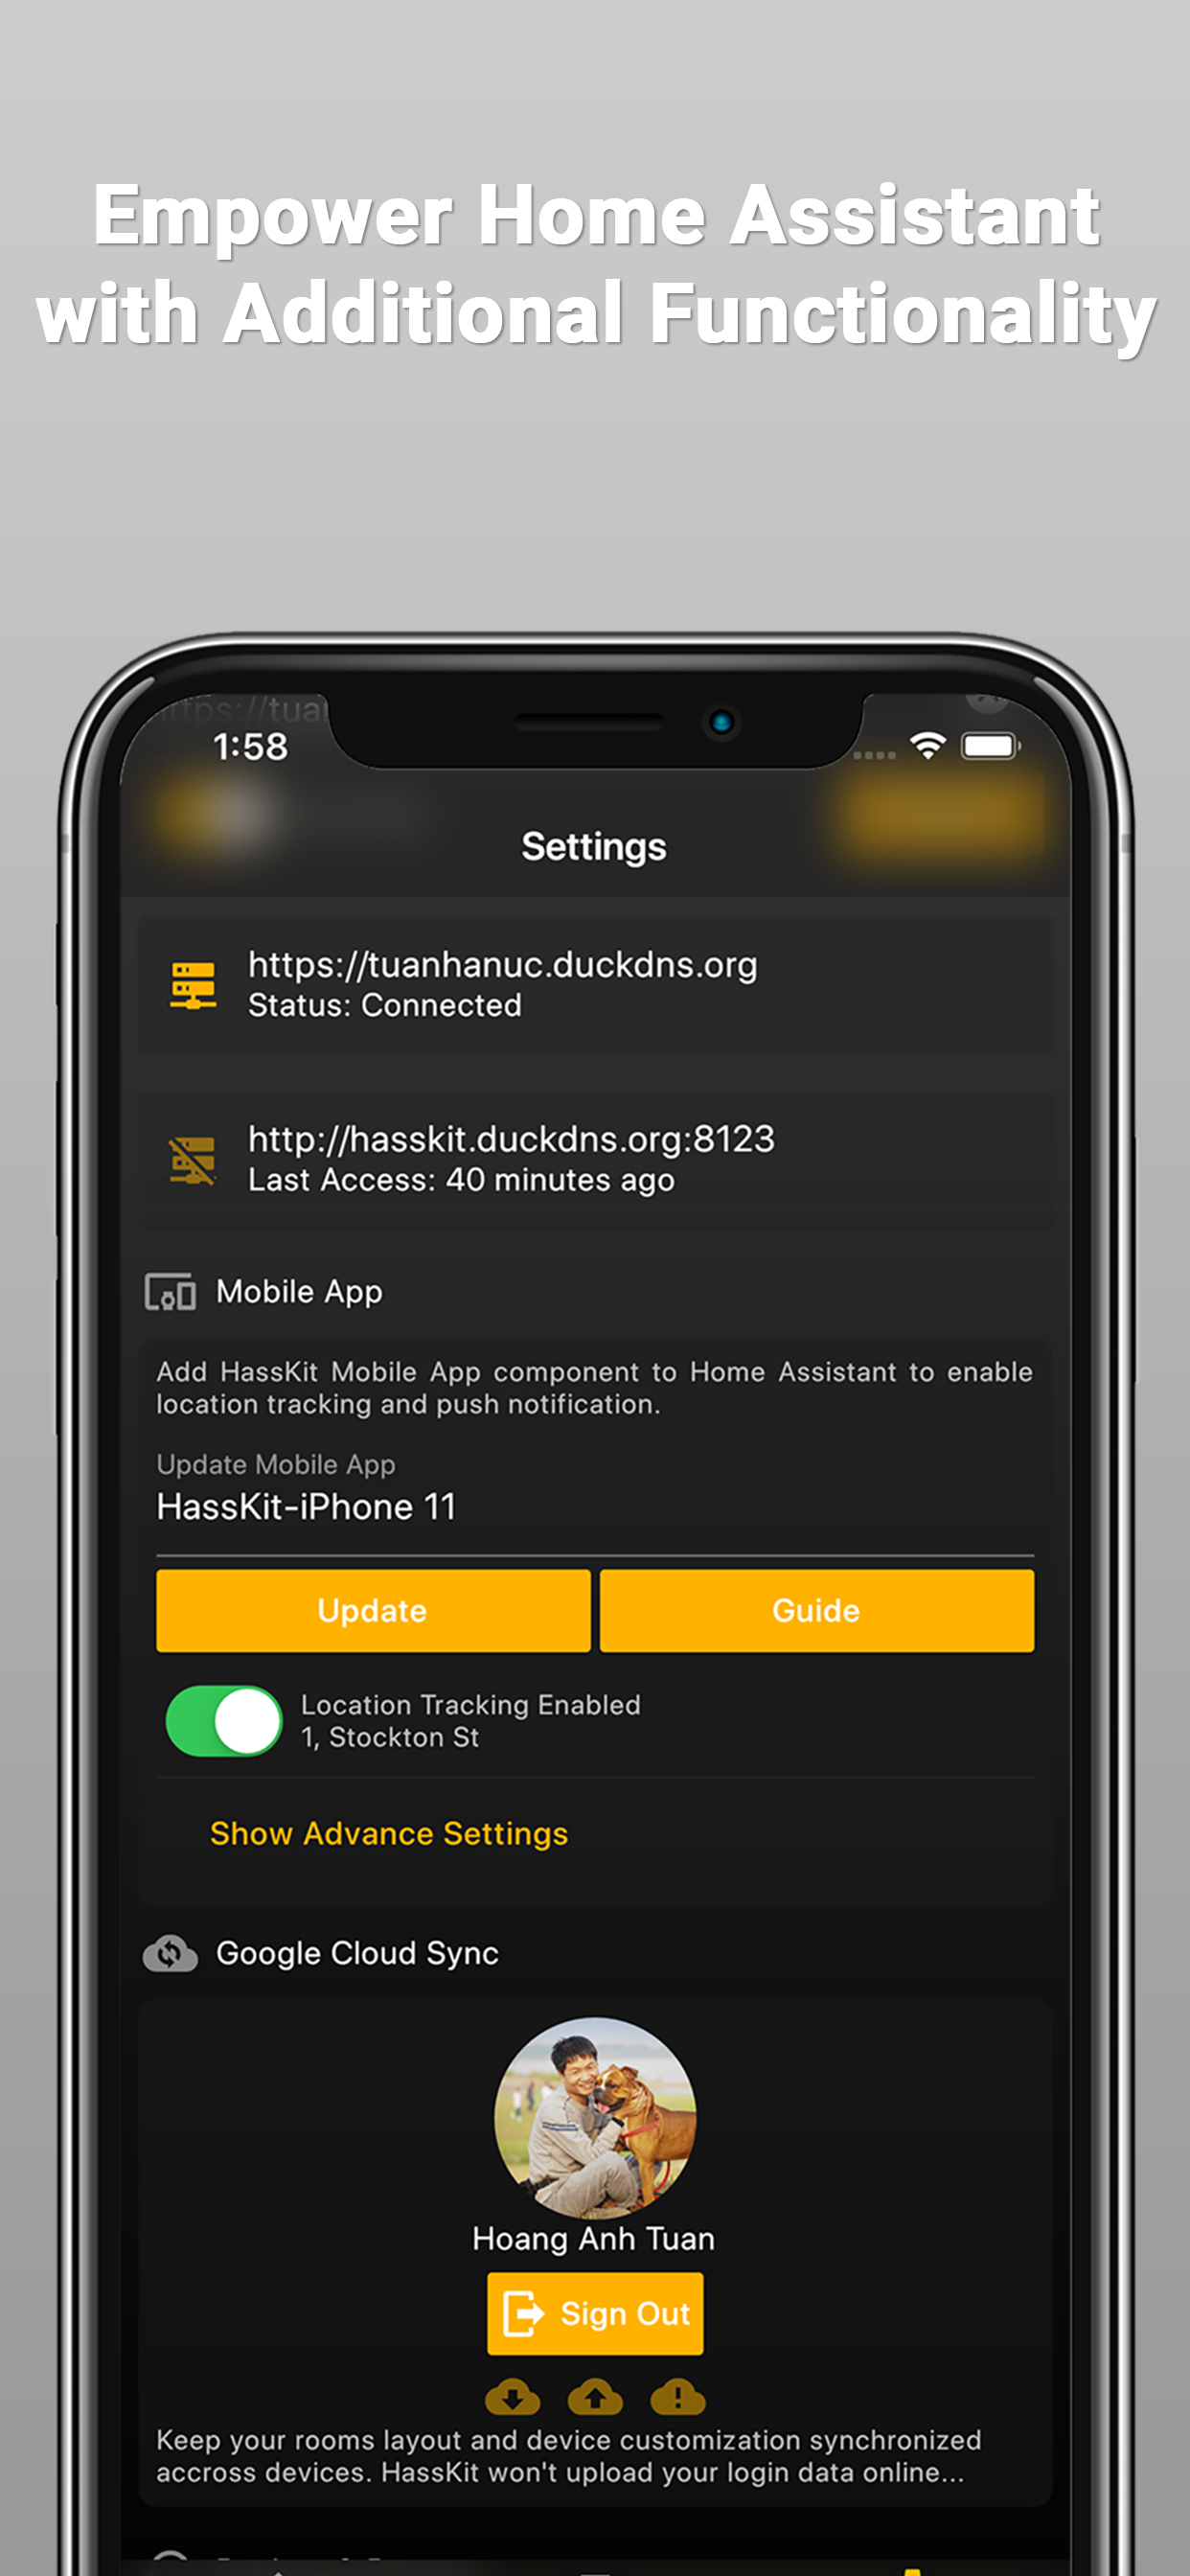 Empower Home Assistant
with Additional Functionality
1:58
Settings
https://tuanhanuc.duckdns.org
Status: Connected
http://hasskit.duckdns.org:8123
Last Access: 40 minutes ago
Mobile App
Add HassKit Mobile App component to Home Assistant to enable
location tracking and push notification.
Update Mobile App
HassKit-iPhone 11
Update
Guide
Location Tracking Enabled
1, Stockton St
Show Advance Settings
Google Cloud Sync
Hoang Anh Tuan
Sign Out
Keep your rooms layout and device customization synchronized
accross devices. HassKit won't upload your login data online...